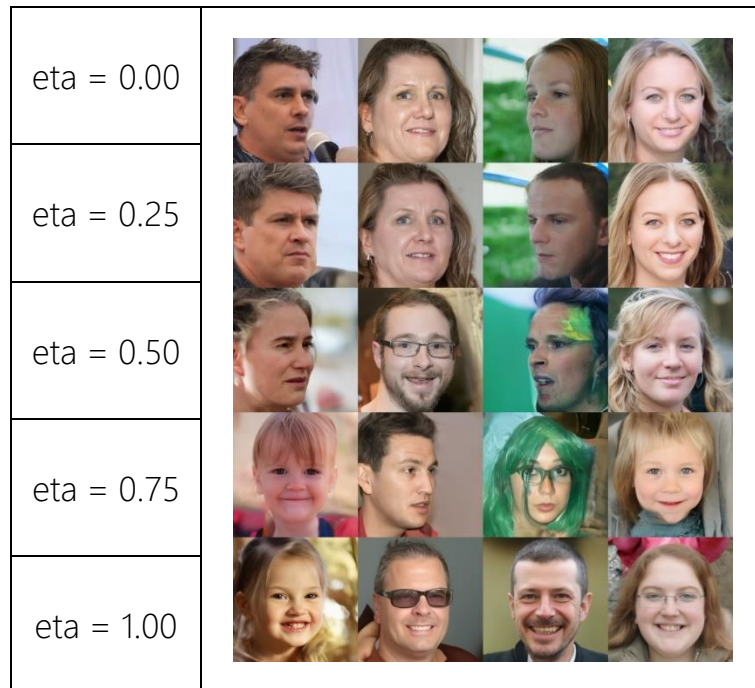 eta = 0.00
eta = 0.25
eta = 0.50
eta = 0.75
eta = 1.00